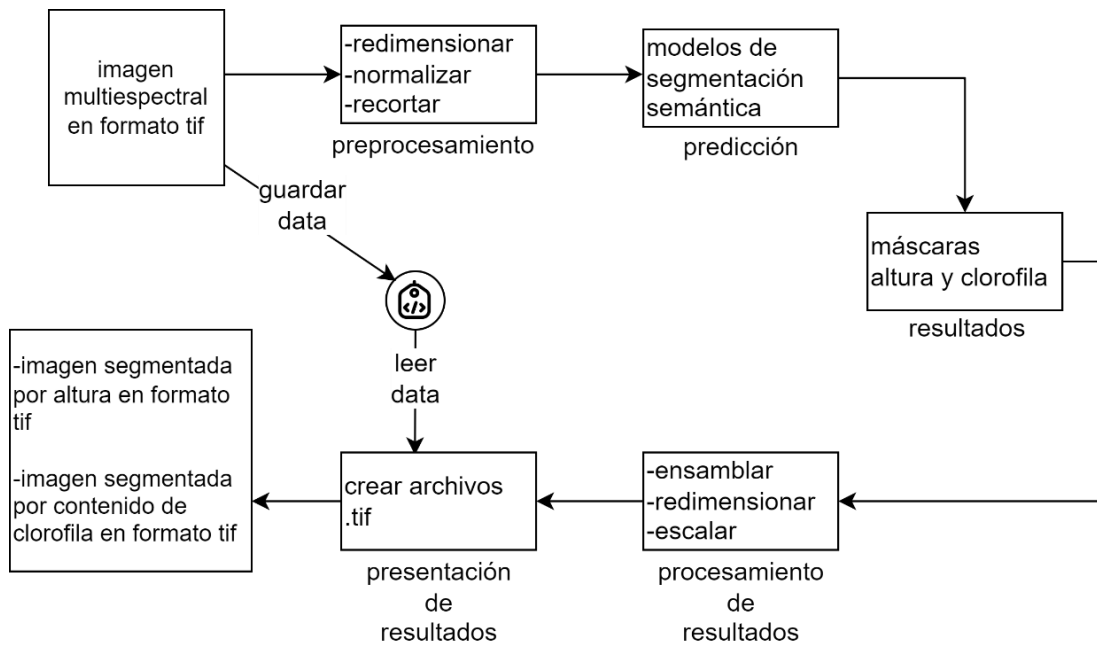 imagen
multiespectral
en formato tif
-redimensionar
-normalizar
-recortar
preprocesamiento
modelos de
segmentación
semántica
predicción
guardar
data
máscaras
altura y clorofila
resultados
</>
leer
data
-imagen segmentada
por altura en formato
tif
-imagen segmentada
por contenido de
clorofila en formato tif
crear archivos
.tif
presentación
de
resultados
-ensamblar
-redimensionar
-escalar
procesamiento
de
resultados